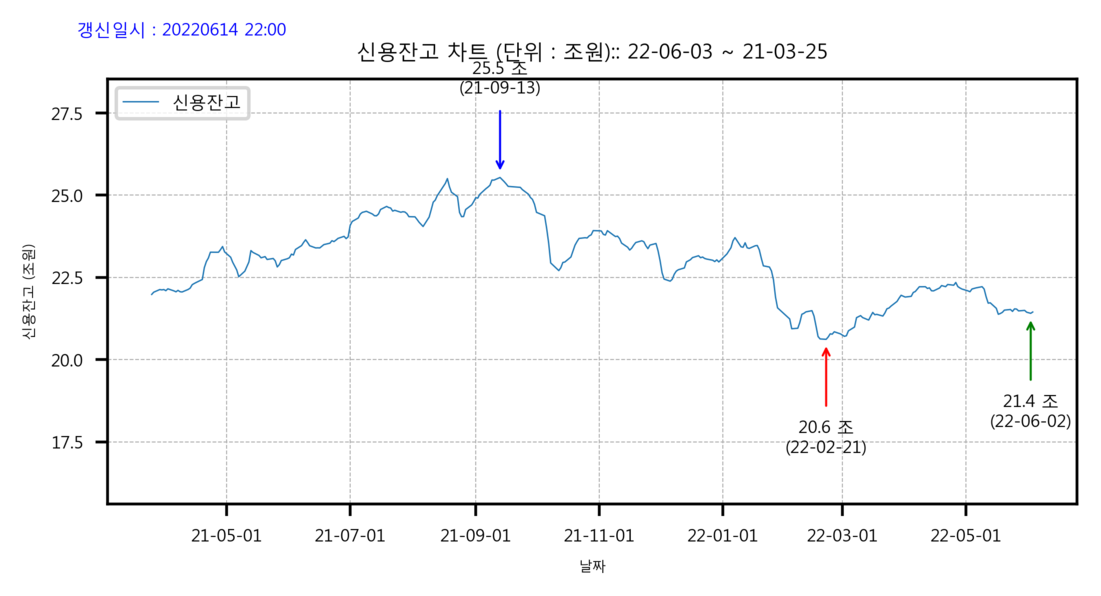 갱신일시 : 20220614 22:00
신용잔고 차트 (단위 : 조원):: 22-06-03 ~ 21-03-25
25.5 조
(21-09-13)
신용잔고
27.5
25.0
22.5
20.0
17.5
신용잔고 (조원)
21.4 조
(22-06-02)
20.6 조
(22-02-21)
21-05-01 21-07-01 21-09-01 21-11-01 22-01-01 22-03-01 22-05-01
날짜